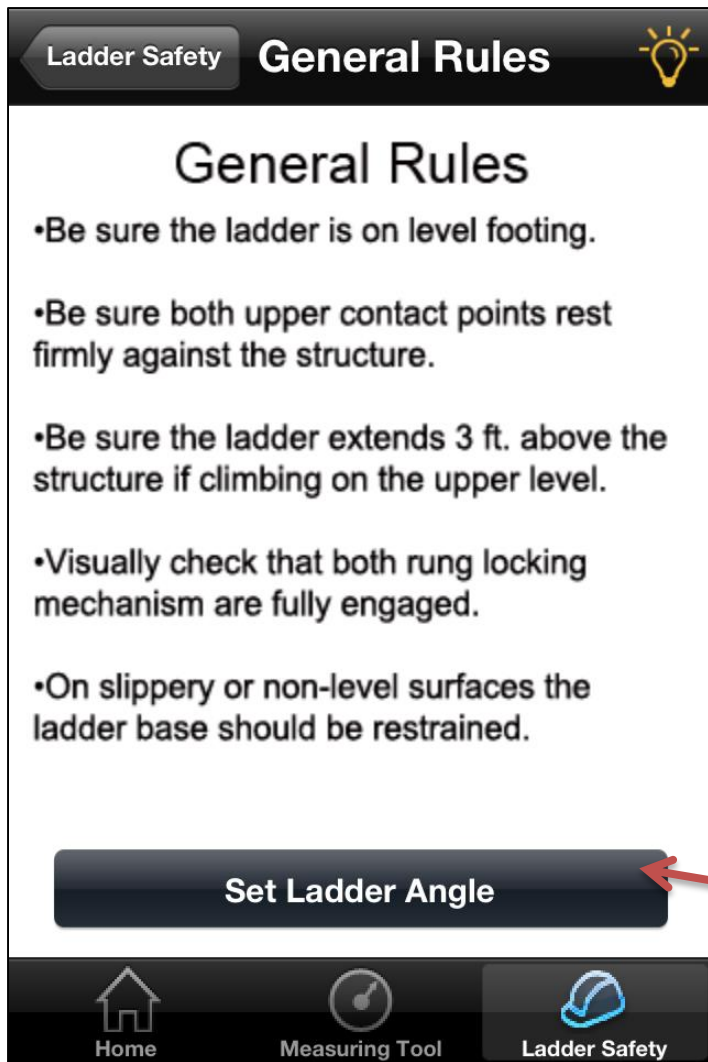 Ladder Safety General Rules
General Rules
•Be sure the ladder is on level footing.
•Be sure both upper contact points rest
firmly against the structure.
•Be sure the ladder extends 3 ft. above the
structure if climbing on the upper level.
•Visually check that both rung locking
mechanism are fully engaged.
•On slippery or non-level surfaces the
ladder base should be restrained.
Set Ladder Angle
Home Measuring Tool Ladder Safety